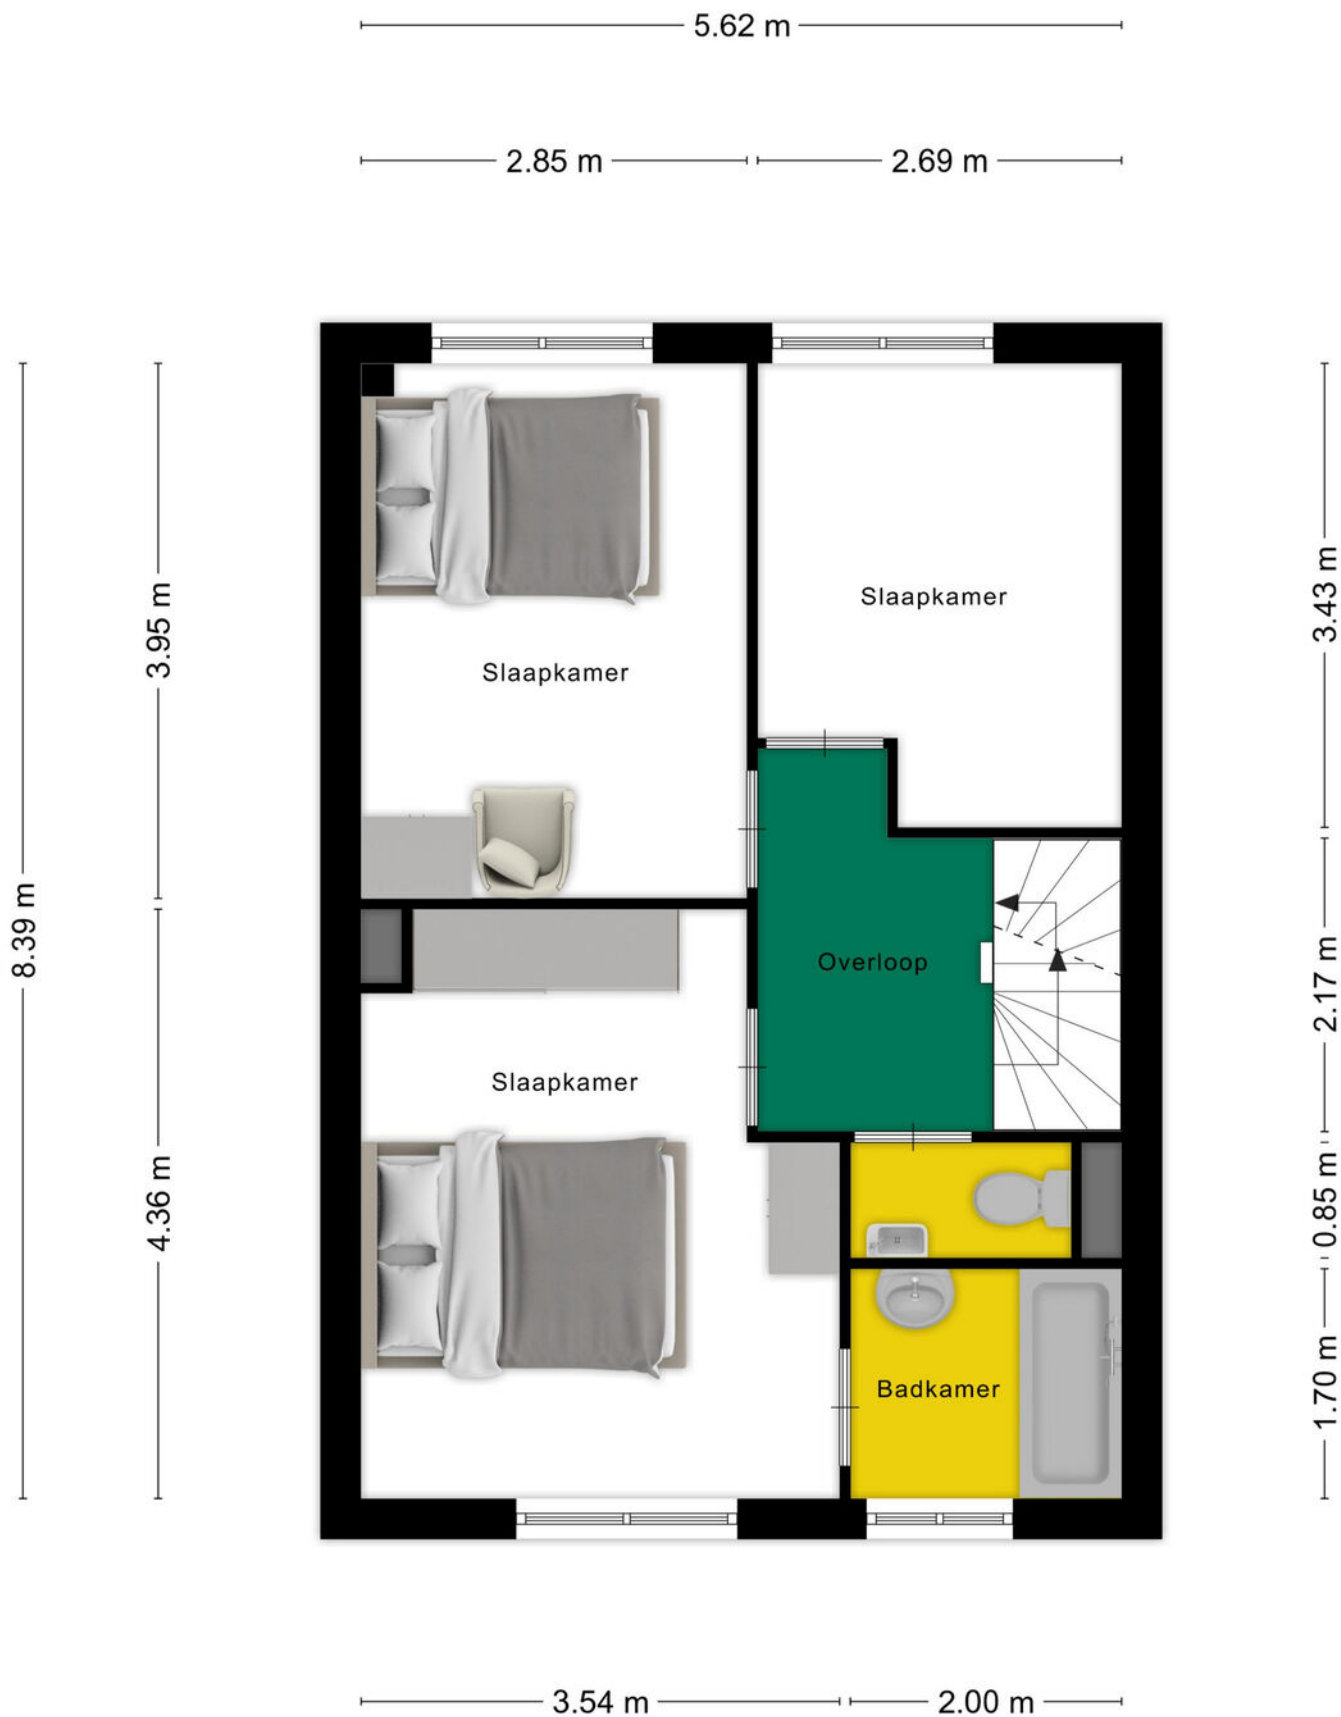 5.62 m
2.85 m
2.69 m
8.39 m
3.95 m
4.36 m
3.43 m
2.17 m
0.85 m
1.70 m
Slaapkamer
Slaapkamer
Overloop
Slaapkamer
Badkamer
3.54 m
2.00 m